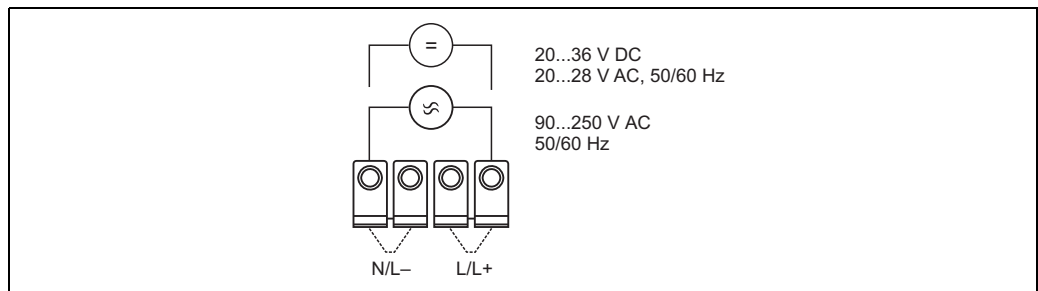 =
20...36 V DC
20...28 V AC, 50/60 Hz
90...250 V AC
50/60 Hz
N/L– L/L+